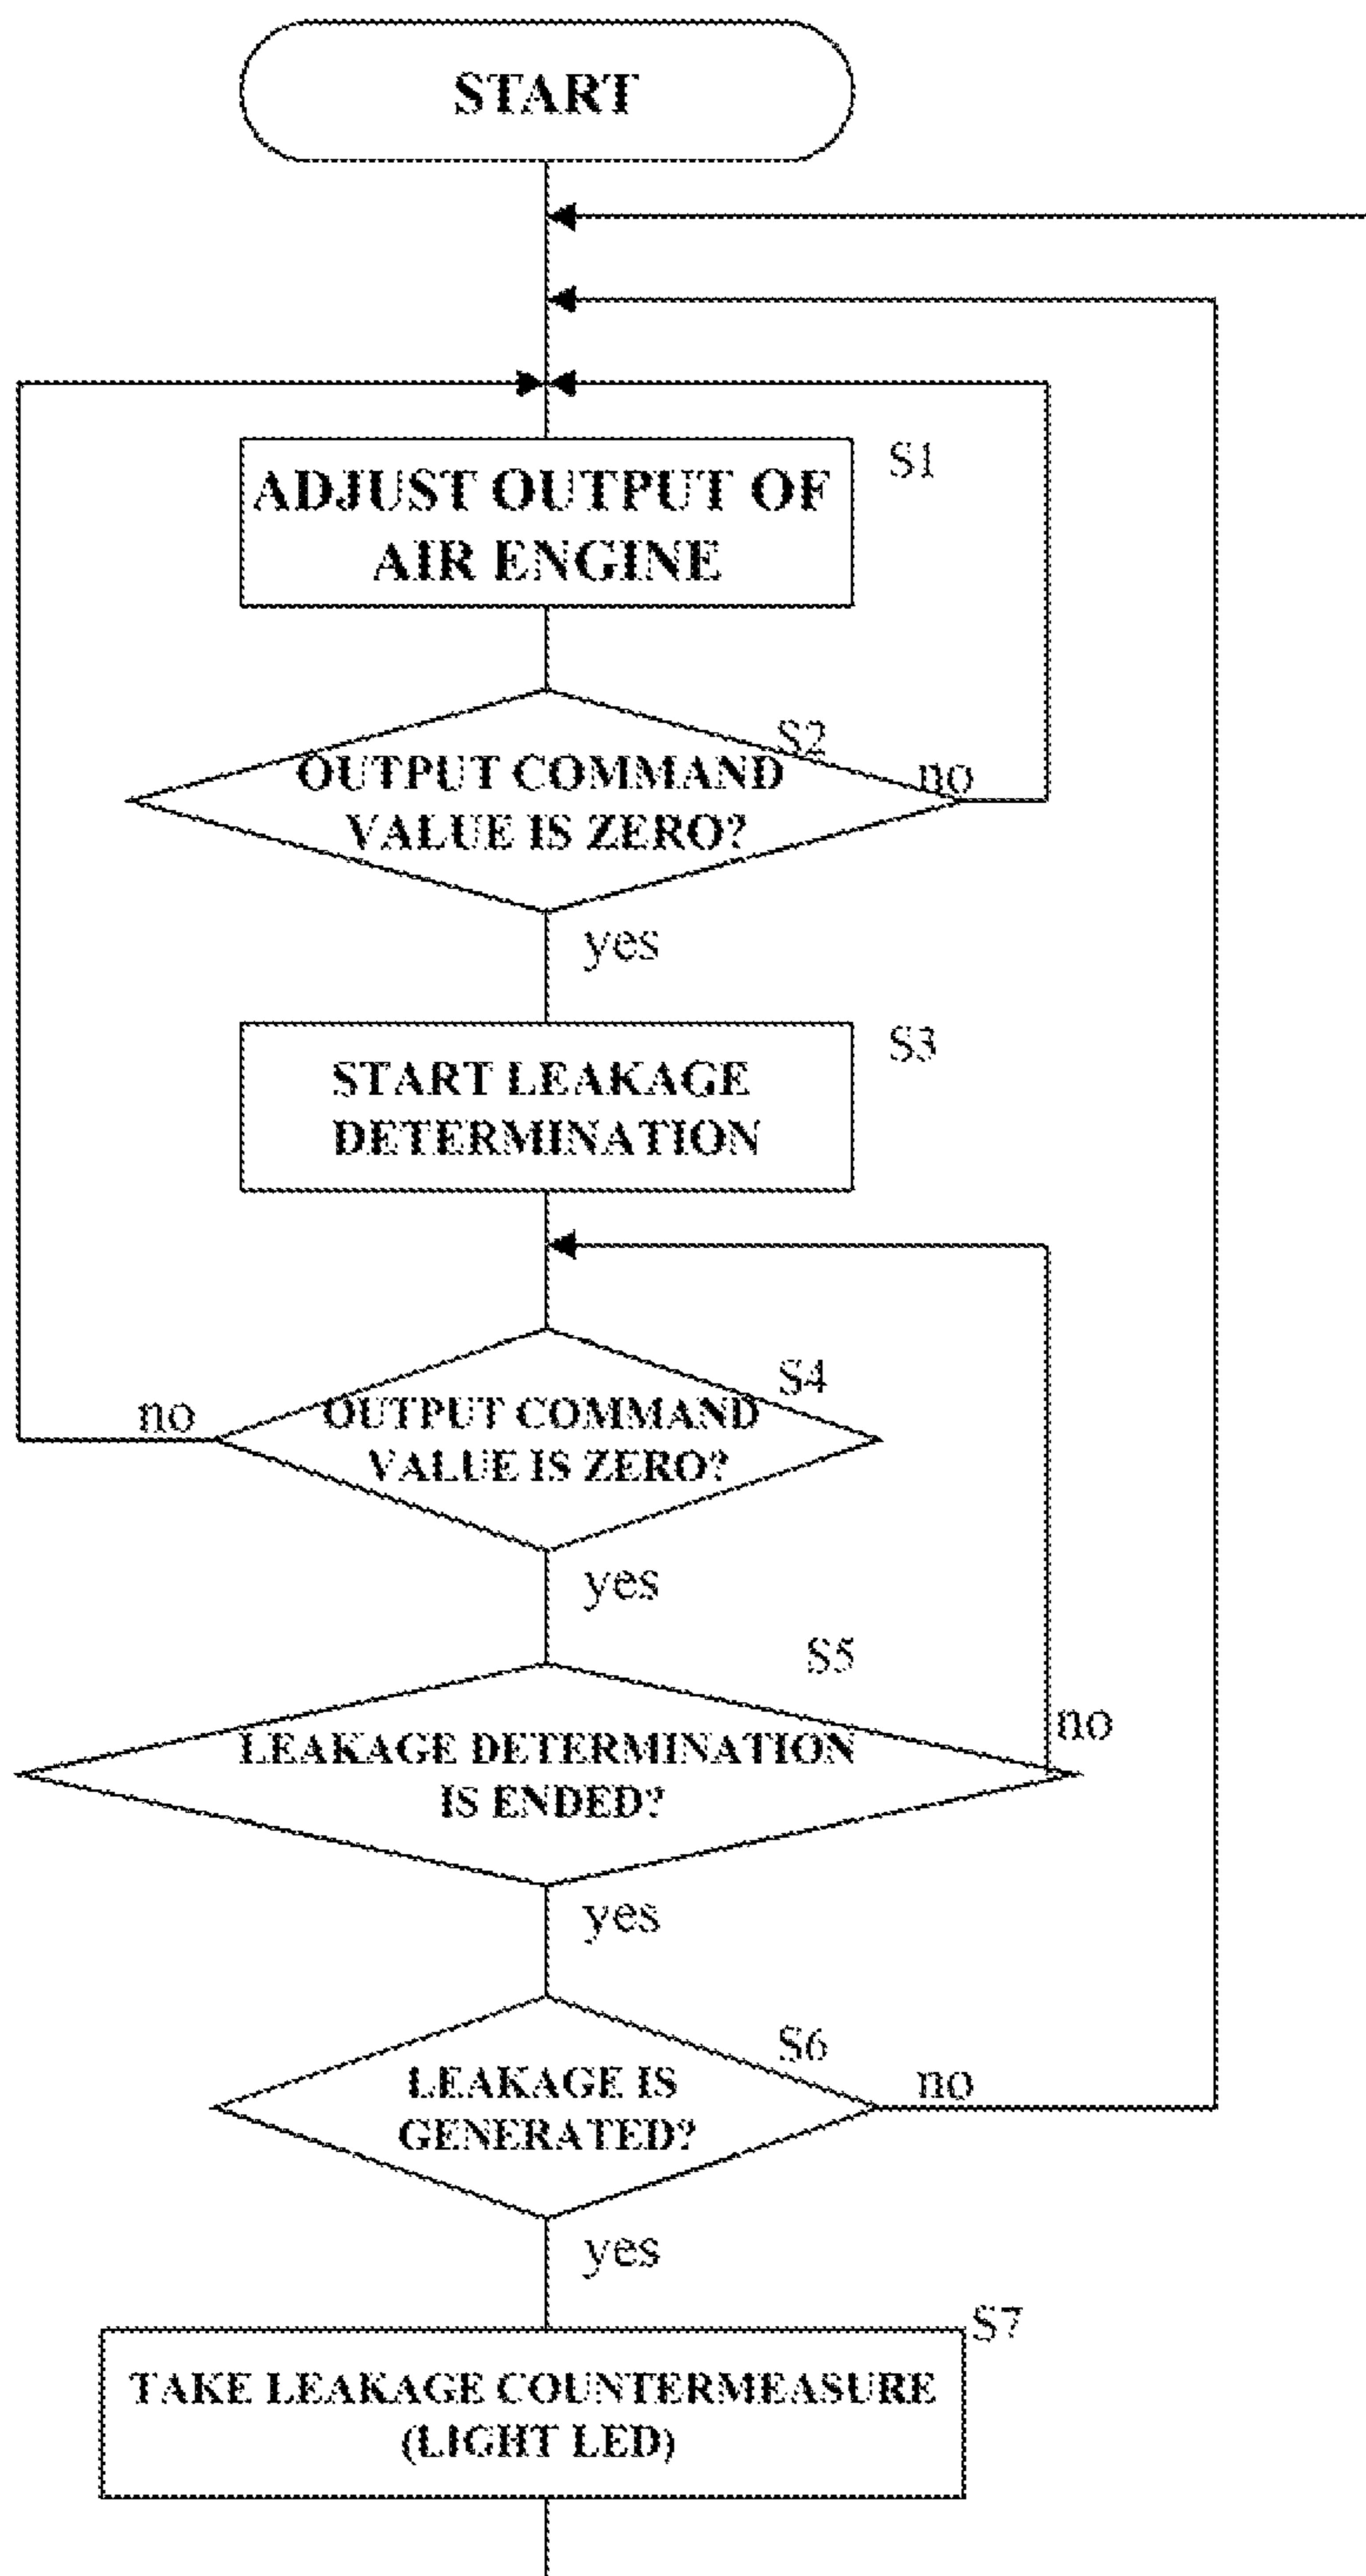 START
S1
ADJUST OUTPUT OF
AIR ENGINE
S2
OUTPUT COMMAND
VALUE IS ZERO?
no
yes
S3
START LEAKAGE
DETERMINATION
S4
no
OUTPUT COMMAND
VALUE IS ZERO?
yes
S5
no
LEAKAGE DETERMINATION
IS ENDED?
yes
S6
LEAKAGE IS
GENERATED?
no
yes
S7
TAKE LEAKAGE COUNTERMEASURE
(LIGHT LED)